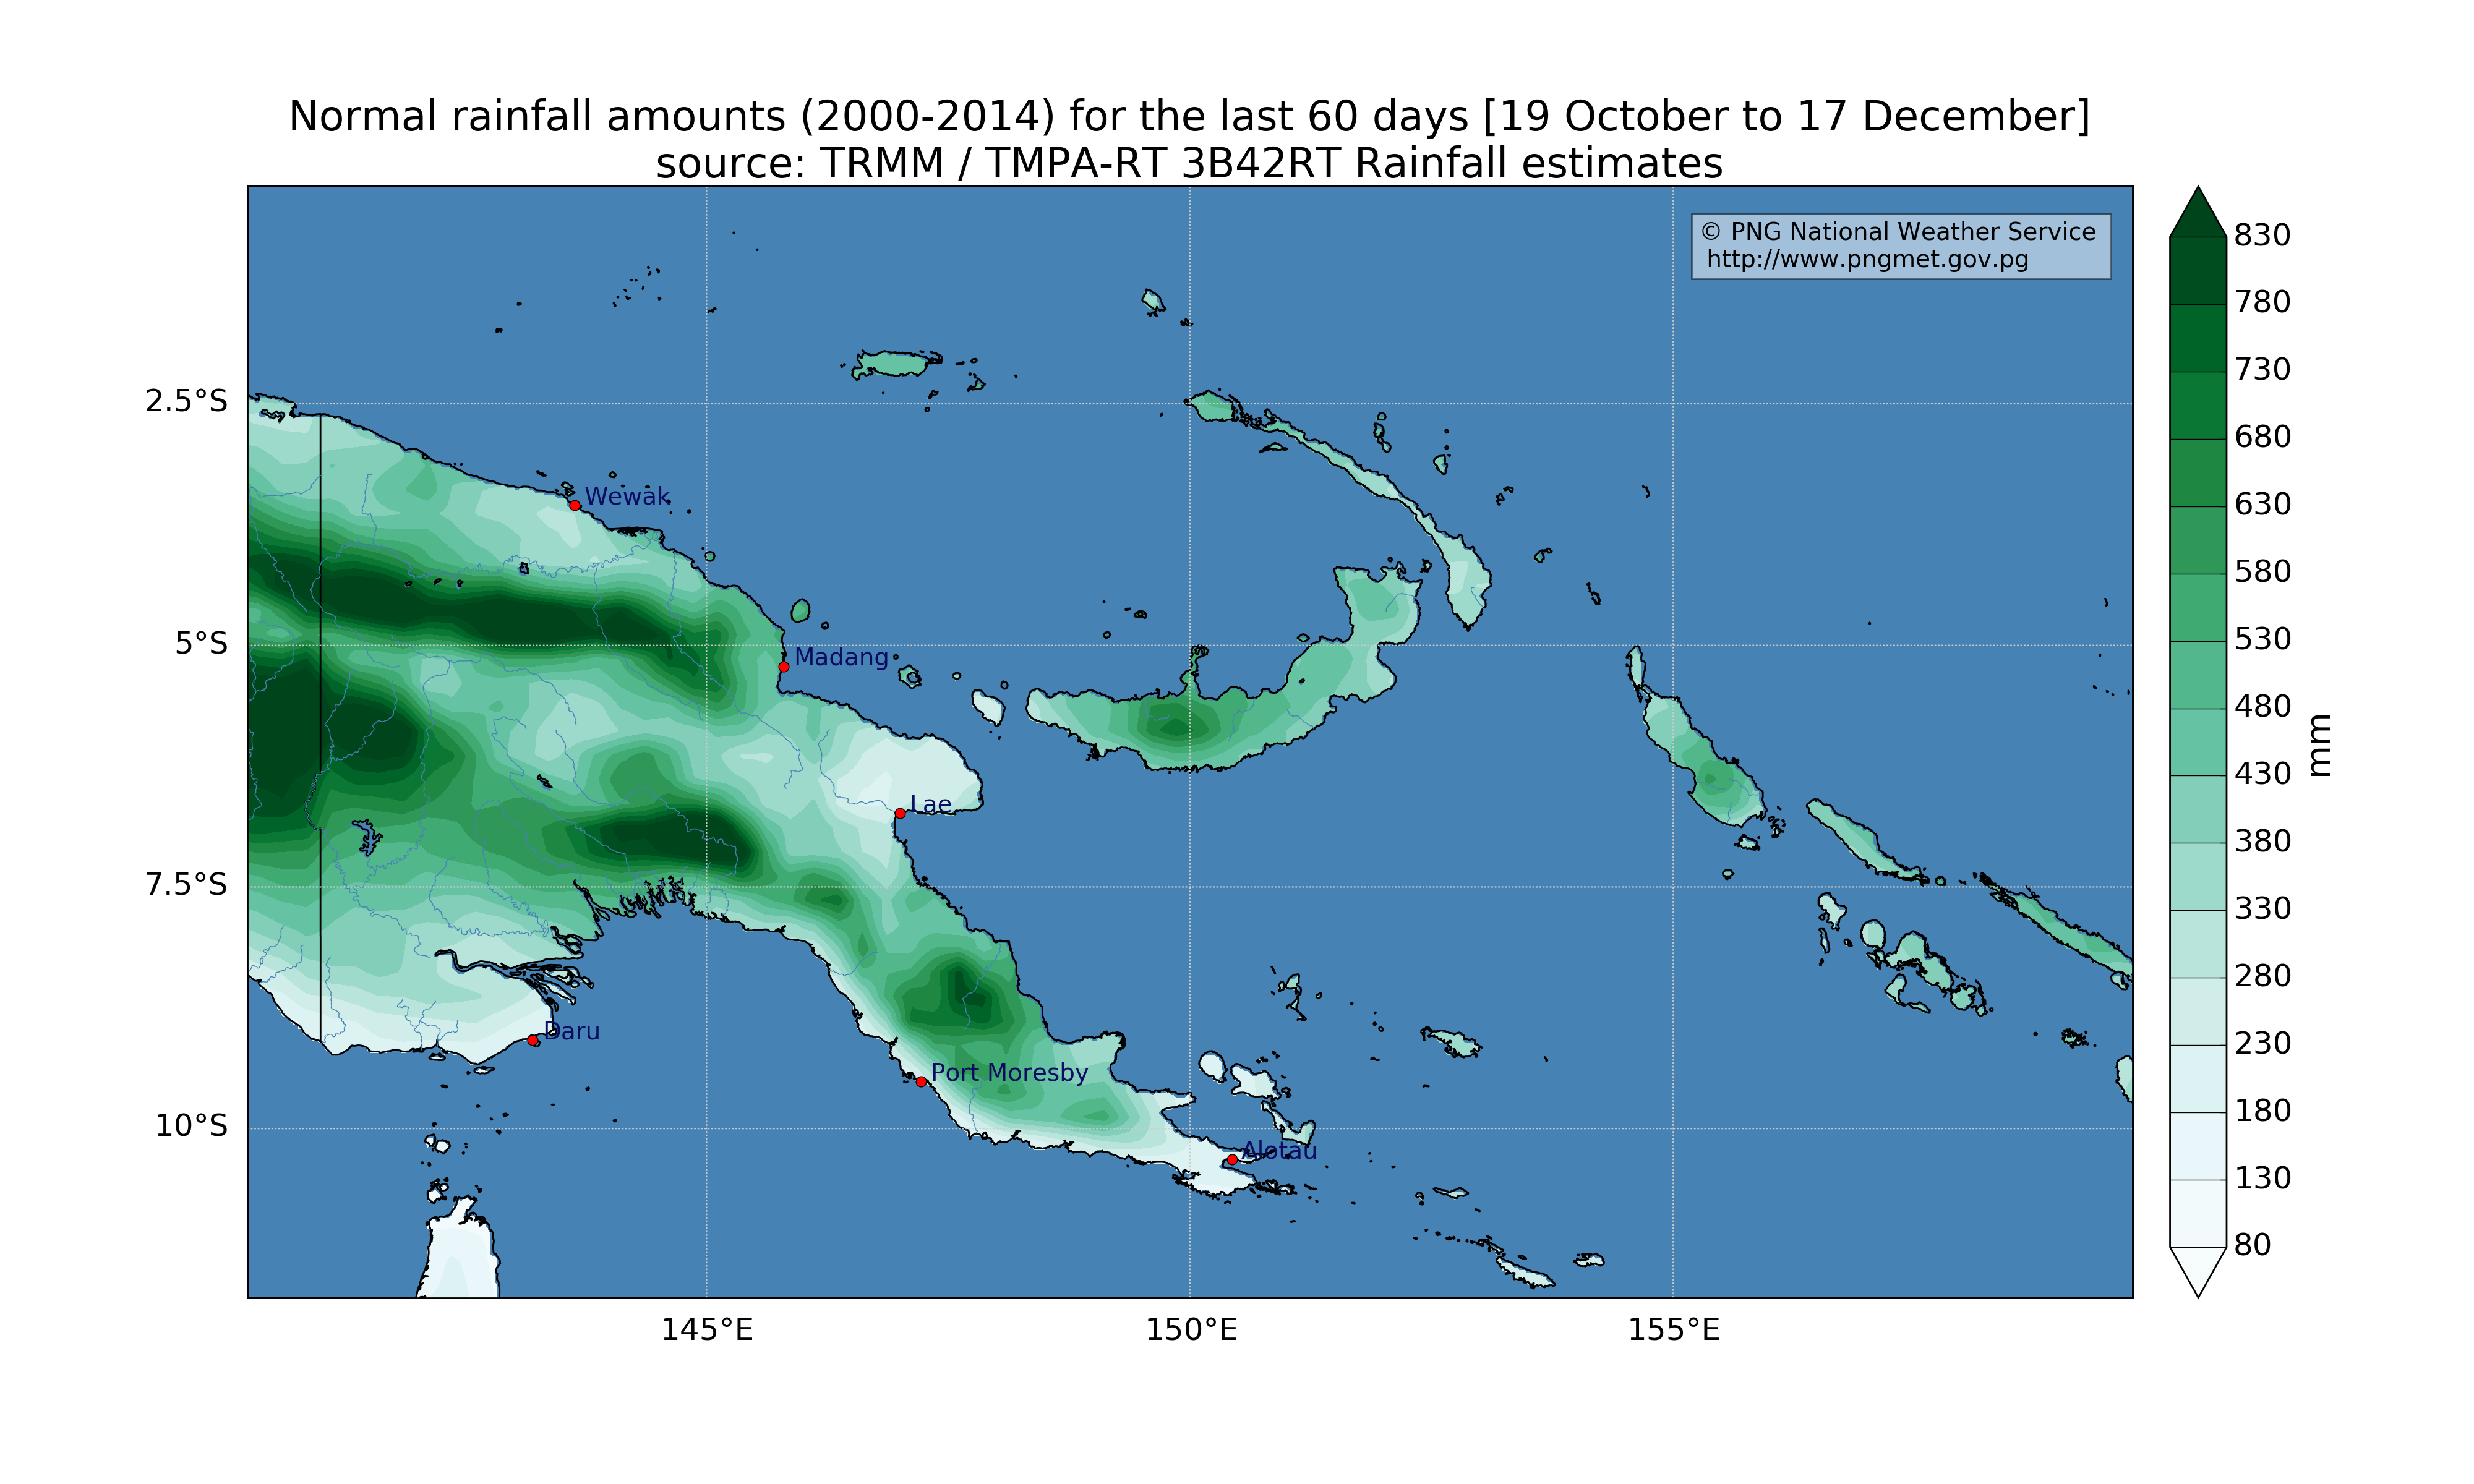 Normal rainfall amounts (2000-2014) for the last 60 days [19 October to 17 December]
source: TRMM / TMPA-RT 3B42RT Rainfall estimates
© PNG National Weather Service
http://www.pngmet.gov.pg
2.5°S
5°S
7.5°S
10°S
145°E
150°E
155°E
Wewak
Madang
Lae
Daru
Port Moresby
Alotau
830
780
730
680
630
580
530
480
430
380
330
280
230
180
130
80
mm